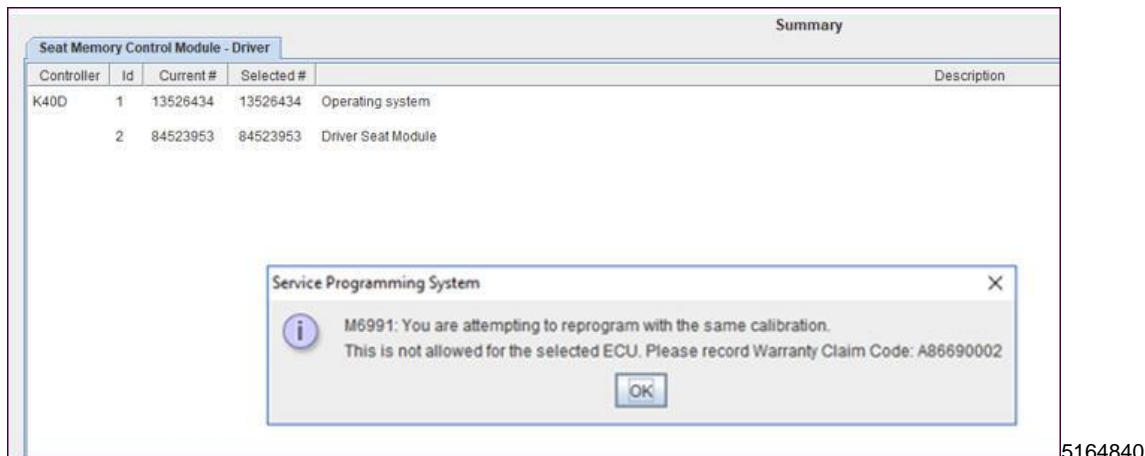 Summary
Seat Memory Control Module - Driver
Controller Id Current # Selected # Description
K40D 1 13526434 13526434 Operating system
2 84523953 84523953 Driver Seat Module
Service Programming System
M6991: You are attempting to reprogram with the same calibration.
This is not allowed for the selected ECU. Please record Warranty Claim Code: A86690002
OK
5164840